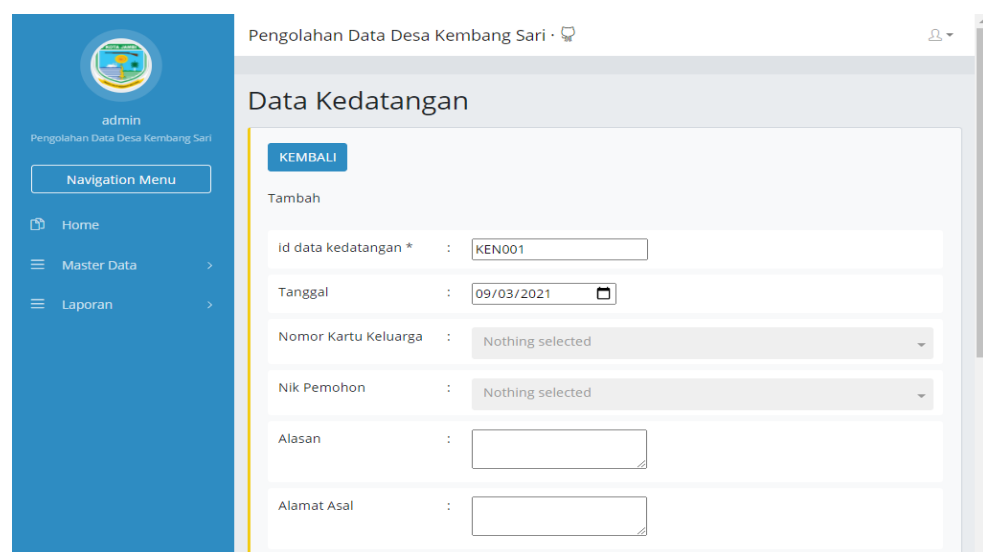 KOTA JAMBI
admin
Pengolahan Data Desa Kembang Sari
Navigation Menu
Home
Master Data
Laporan
Pengolahan Data Desa Kembang Sari ·
Data Kedatangan
KEMBALI
Tambah
id data kedatangan * : KEN001
Tanggal : 09/03/2021
Nomor Kartu Keluarga : Nothing selected
Nik Pemohon : Nothing selected
Alasan :
Alamat Asal :